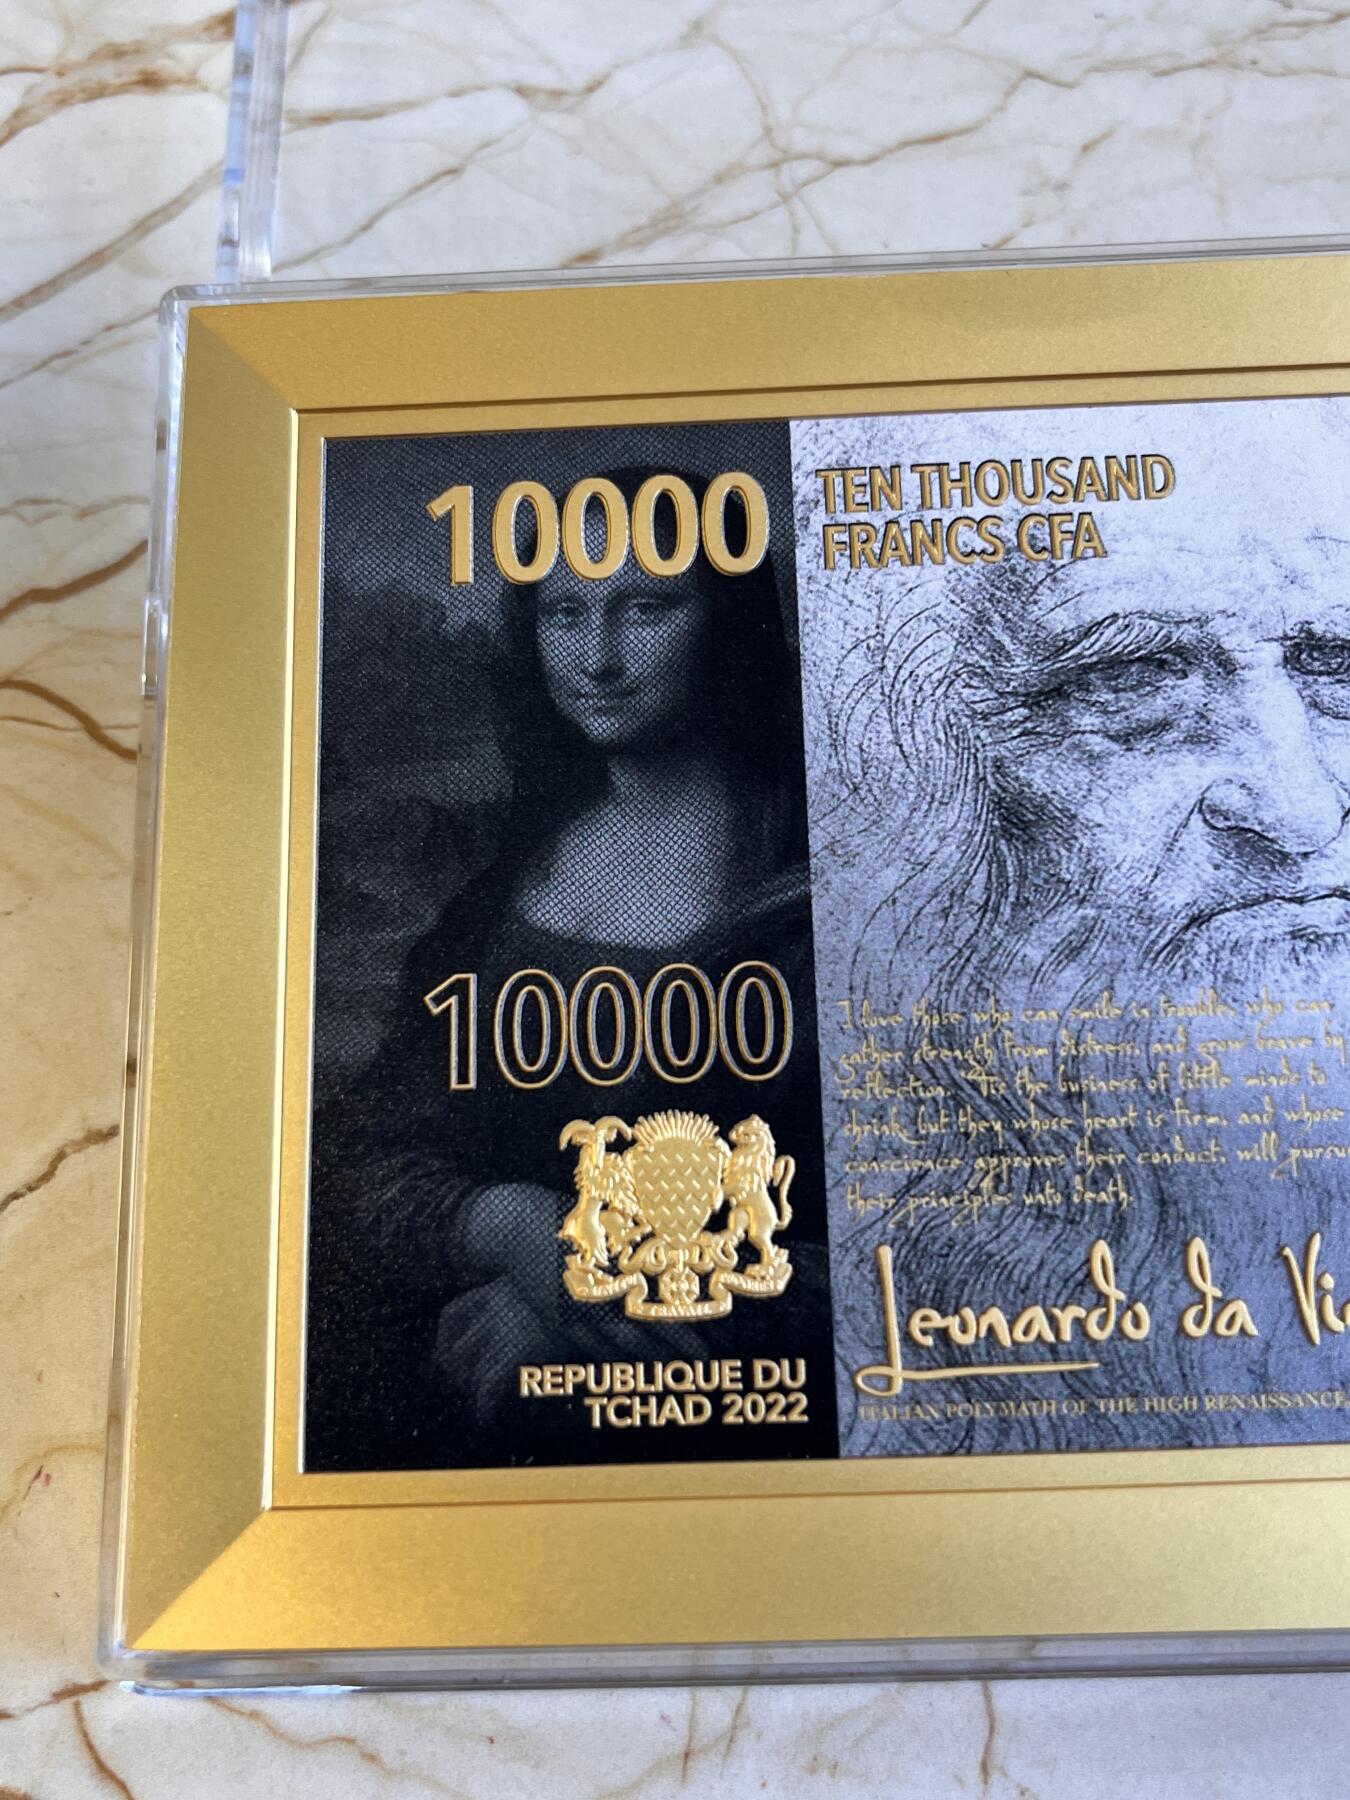 10000
TEN THOUSAND
FRANCS CFA
10000
I love those who can smile in trouble, who can
gather strength from distress, and grow brave by
reflection. 'Tis the business of little minds to
shrink, but they whose heart is firm, and whose
conscience approves their conduct, will pursu
their principles unto death.
TRAVAIL
Leonardo da Vi
REPUBLIQUE DU
TCHAD 2022
ITALIAN POLYMATH OF THE HIGH RENAISSANCE,